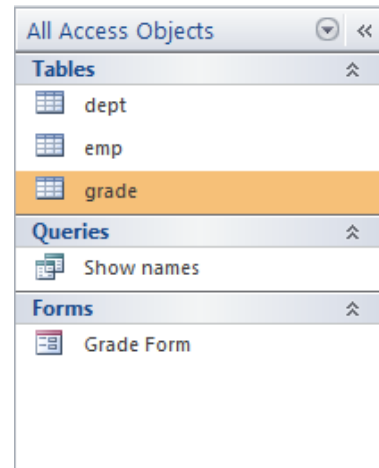 All Access Objects
Tables
dept
emp
grade
Queries
Show names
Forms
Grade Form